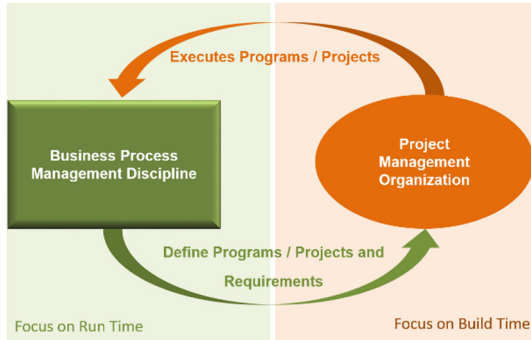 Executes Programs / Projects
Business Process
Management Discipline
Project
Management
Organization
Define Programs / Projects and
Requirements
Focus on Run Time
Focus on Build Time